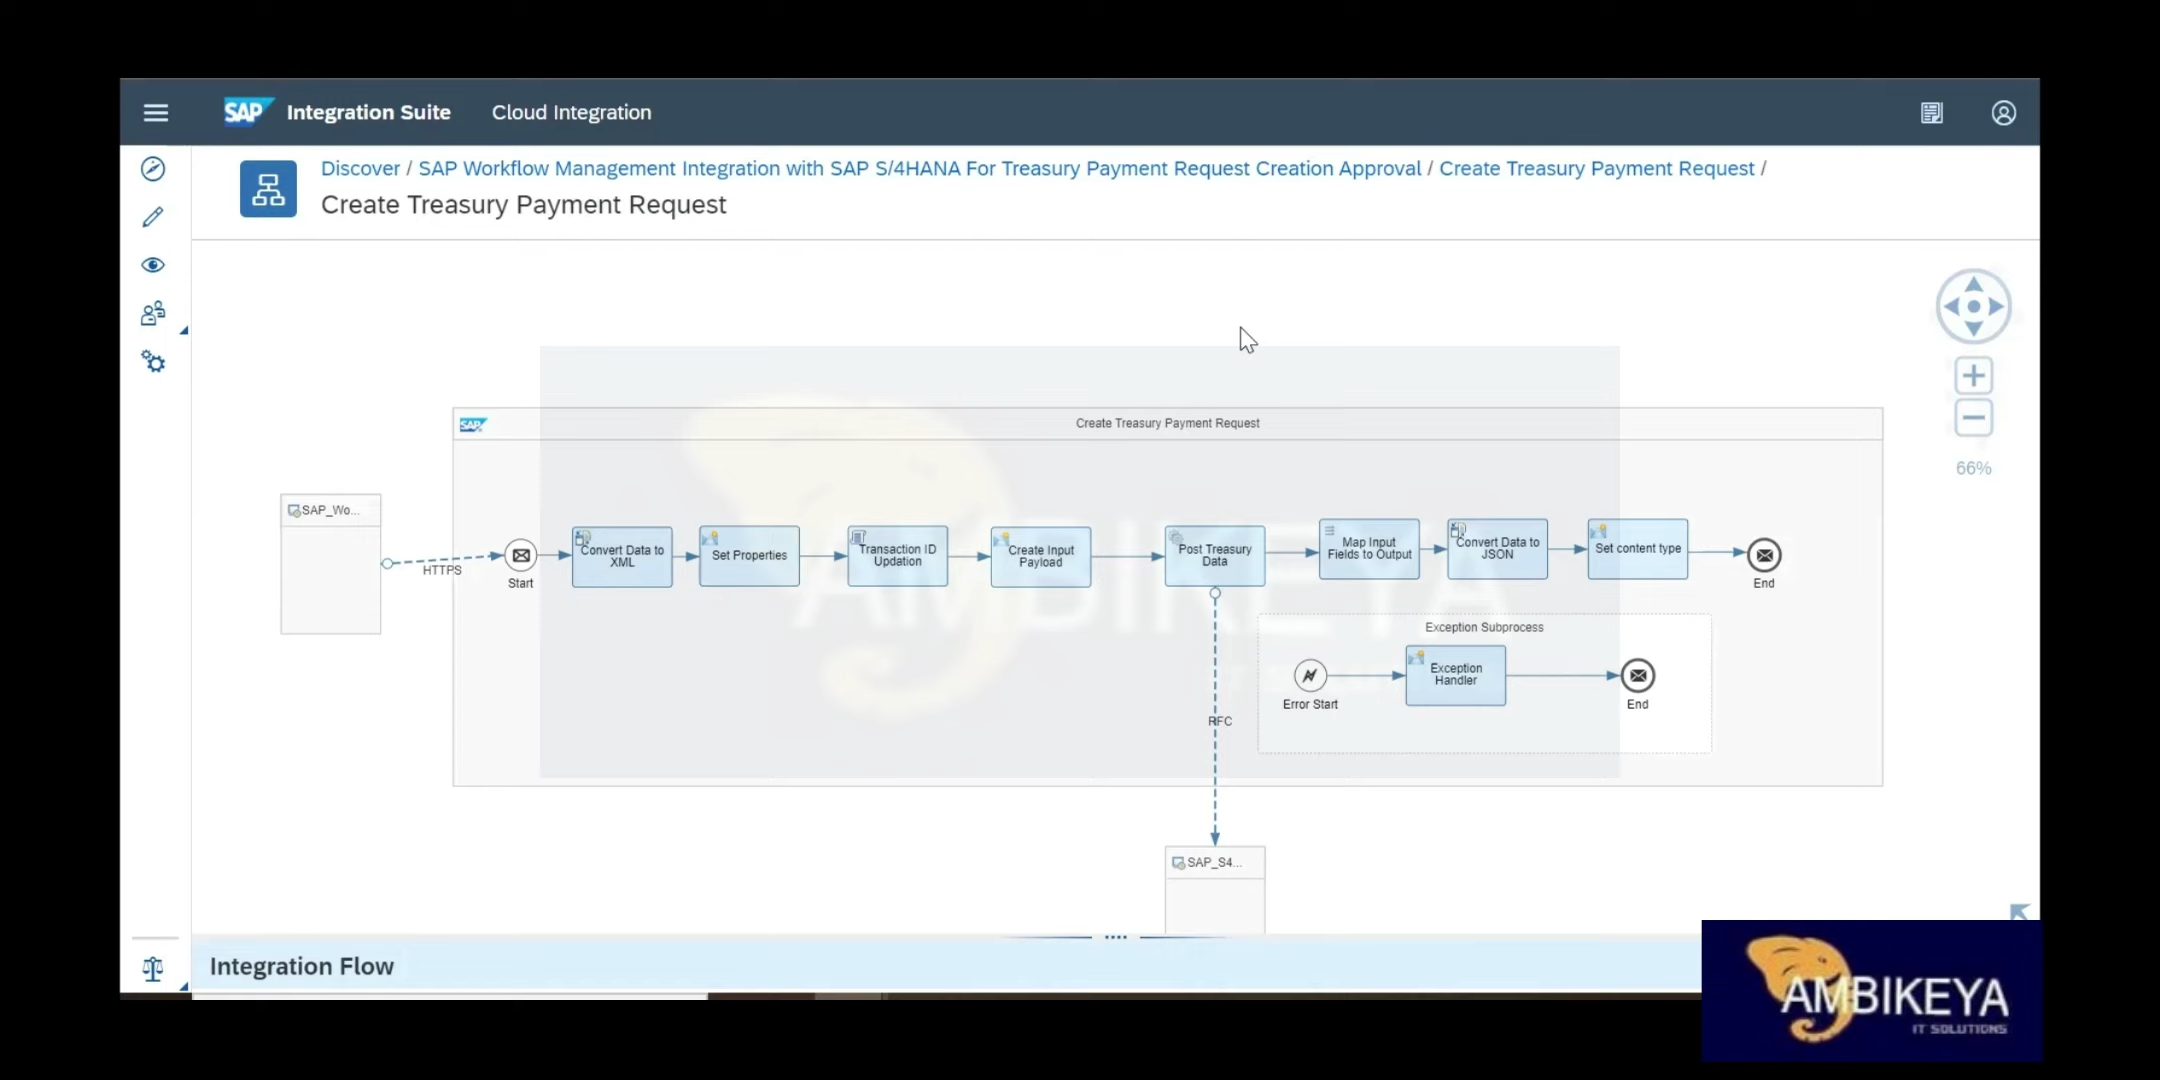 SAP Integration Suite Cloud Integration
Discover / SAP Workflow Management Integration with SAP S/4HANA For Treasury Payment Request Creation Approval / Create Treasury Payment Request /
Create Treasury Payment Request
66%
SAP
Create Treasury Payment Request
SAP_Wo...
HTTPS
Start
Convert Data to
XML
Set Properties
Transaction ID
Updation
Create Input
Payload
Post Treasury
Data
Map Input
Fields to Output
Convert Data to
JSON
Set content type
End
AMBIKEYA
Exception Subprocess
Error Start
Exception
Handler
End
RFC
SAP_S4...
Integration Flow
AMBIKEYA
IT SOLUTIONS